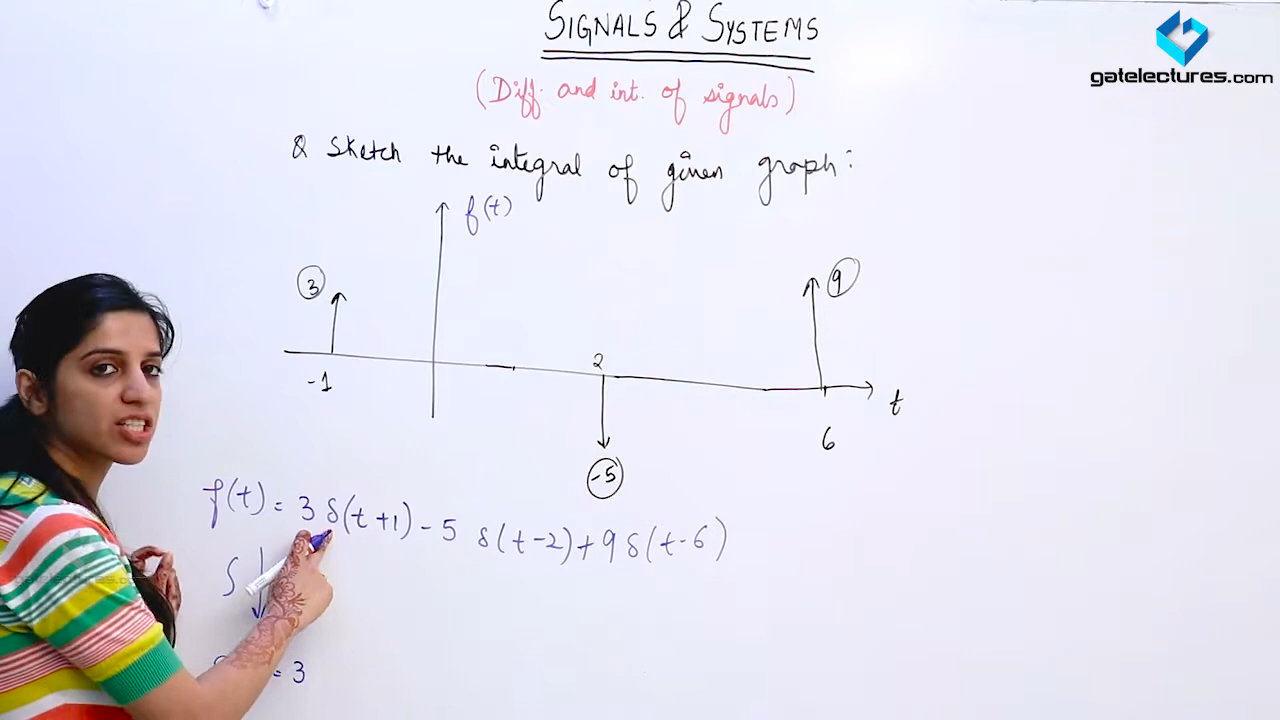 SIGNALS & SYSTEMS
gatelectures.com
(Diff. and int. of signals)
Q Sketch the integral of given graph:
f(t)
3
9
2
-1
t
6
-5
f(t) = 3 δ(t+1) - 5 δ(t-2) + 9 δ(t-6)
∫
= 3